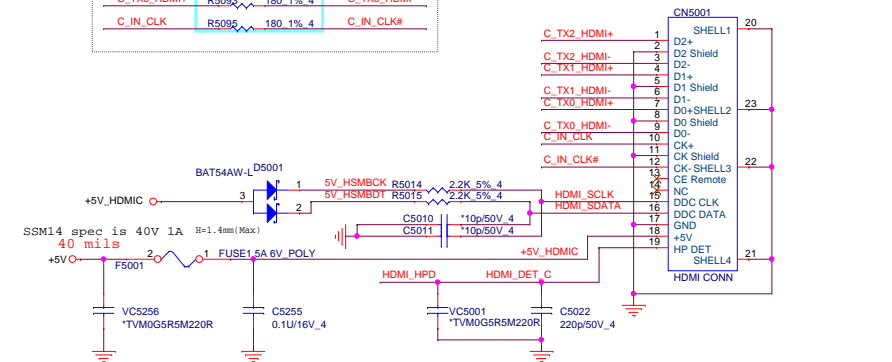 C_TX0_HDMI+ R5093 180_1%_4 C_TX0_HDMI-
C_IN_CLK R5095 180_1%_4 C_IN_CLK#
CN5001
SHELL1 20
C_TX2_HDMI+ 1 D2+
2 D2 Shield
C_TX2_HDMI- 3 D2-
C_TX1_HDMI+ 4 D1+
5 D1 Shield
C_TX1_HDMI- 6 D1-
C_TX0_HDMI+ 7 D0+ SHELL2 23
8 D0 Shield
C_TX0_HDMI- 9 D0-
C_IN_CLK 10 CK+
11 CK Shield
C_IN_CLK# 12 CK- SHELL3 22
13 CE Remote
14 NC
HDMI_SCLK 15 DDC CLK
HDMI_SDATA 16 DDC DATA
17 GND
18 +5V
19 HP DET
SHELL4 21
HDMI CONN
BAT54AW-L D5001
+5V_HDMIC 3 1 5V_HSMBCK R5014 2.2K_5%_4
2 5V_HSMBDT R5015 2.2K_5%_4
C5010 *10p/50V_4
C5011 *10p/50V_4
SSM14 spec is 40V 1A H=1.4mm(Max)
40 mils
+5V 2 1 FUSE1.5A 6V_POLY +5V_HDMIC
F5001
HDMI_HPD HDMI_DET_C
VC5256
*TVM0G5R5M220R
C5255
0.1U/16V_4
VC5001
*TVM0G5R5M220R
C5022
220p/50V_4